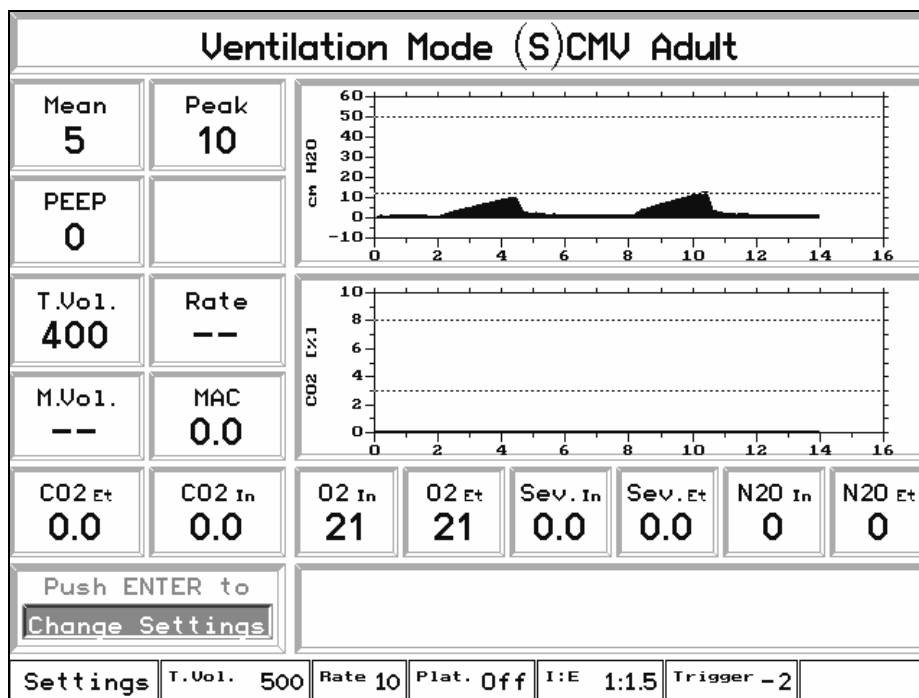 Ventilation Mode (S)CMV Adult
Mean
5
Peak
10
PEEP
0
T.Vol.
400
Rate
--
M.Vol.
--
MAC
0.0
cm H2O
60
50
40
30
20
10
0
-10
0 2 4 6 8 10 12 14 16
CO2 [%]
10
8
6
4
2
0
0 2 4 6 8 10 12 14 16
CO2 Et
0.0
CO2 In
0.0
O2 In
21
O2 Et
21
Sev. In
0.0
Sev. Et
0.0
N2O In
0
N2O Et
0
Push ENTER to
Change Settings
Settings T.Vol. 500 Rate 10 Plat. Off I:E 1:1.5 Trigger -2